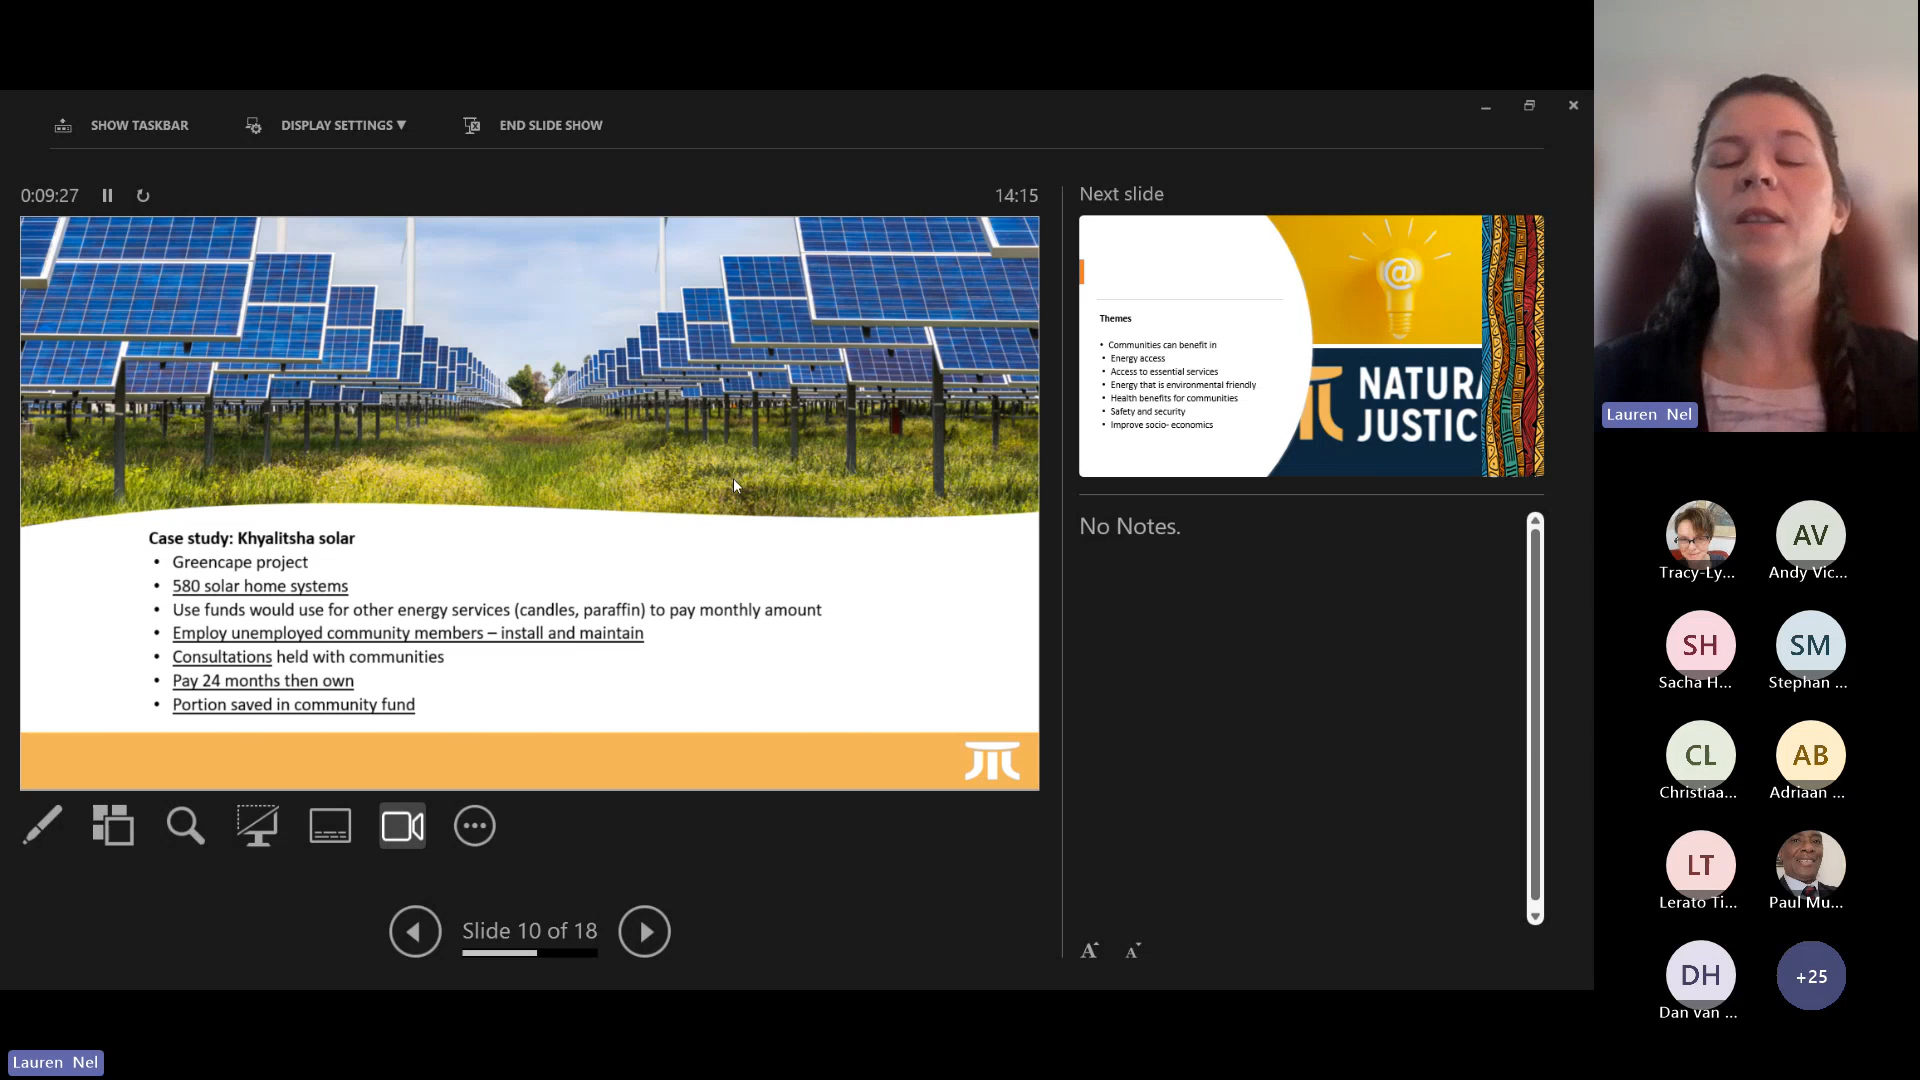 SHOW TASKBAR
DISPLAY SETTINGS ▼
END SLIDE SHOW
0:09:27
14:15
Case study: Khyalitsha solar
• Greencape project
• 580 solar home systems
• Use funds would use for other energy services (candles, paraffin) to pay monthly amount
• Employ unemployed community members – install and maintain
• Consultations held with communities
• Pay 24 months then own
• Portion saved in community fund
Slide 10 of 18
Next slide
@
Themes
• Communities can benefit in
• Energy access
• Access to essential services
• Energy that is environmental friendly
• Health benefits for communities
• Safety and security
• Improve socio- economics
NATURA
JUSTIC
No Notes.
A
A
Lauren Nel
Tracy-Ly...
AV
Andy Vic...
SH
Sacha H...
SM
Stephan ...
CL
Christiaa...
AB
Adriaan ...
LT
Lerato Ti...
Paul Mu...
DH
Dan van ...
+25
Lauren Nel